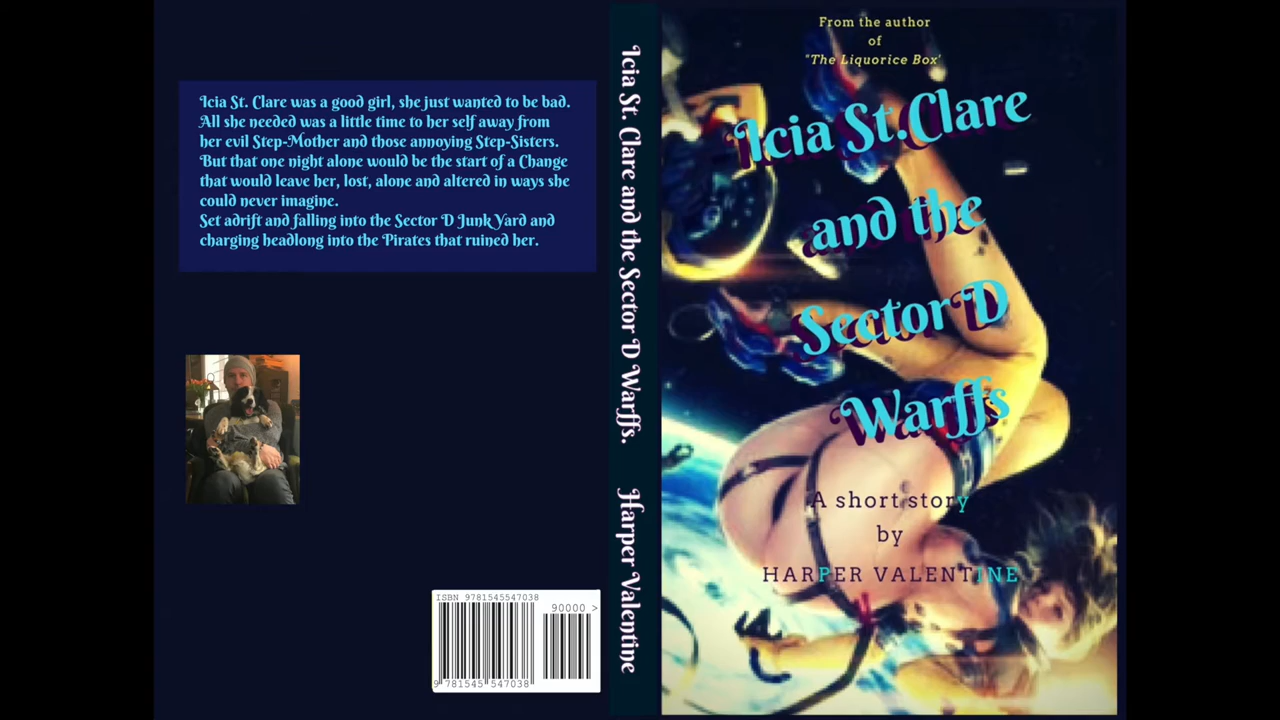 Icia St. Clare was a good girl, she just wanted to be bad.
All she needed was a little time to her self away from
her evil Step-Mother and those annoying Step-Sisters.
But that one night alone would be the start of a Change
that would leave her, lost, alone and altered in ways she
could never imagine.
Set adrift and falling into the Sector D Junk Yard and
charging headlong into the Pirates that ruined her.
ISBN 9781545547038
90000 >
9 781545 547038
Icia St. Clare and the Sector D Warffs. Harper Valentine
From the author
of
"The Liquorice Box'
Icia St.Clare
and the
Sector D
Warffs
A short story
by
HARPER VALENTINE